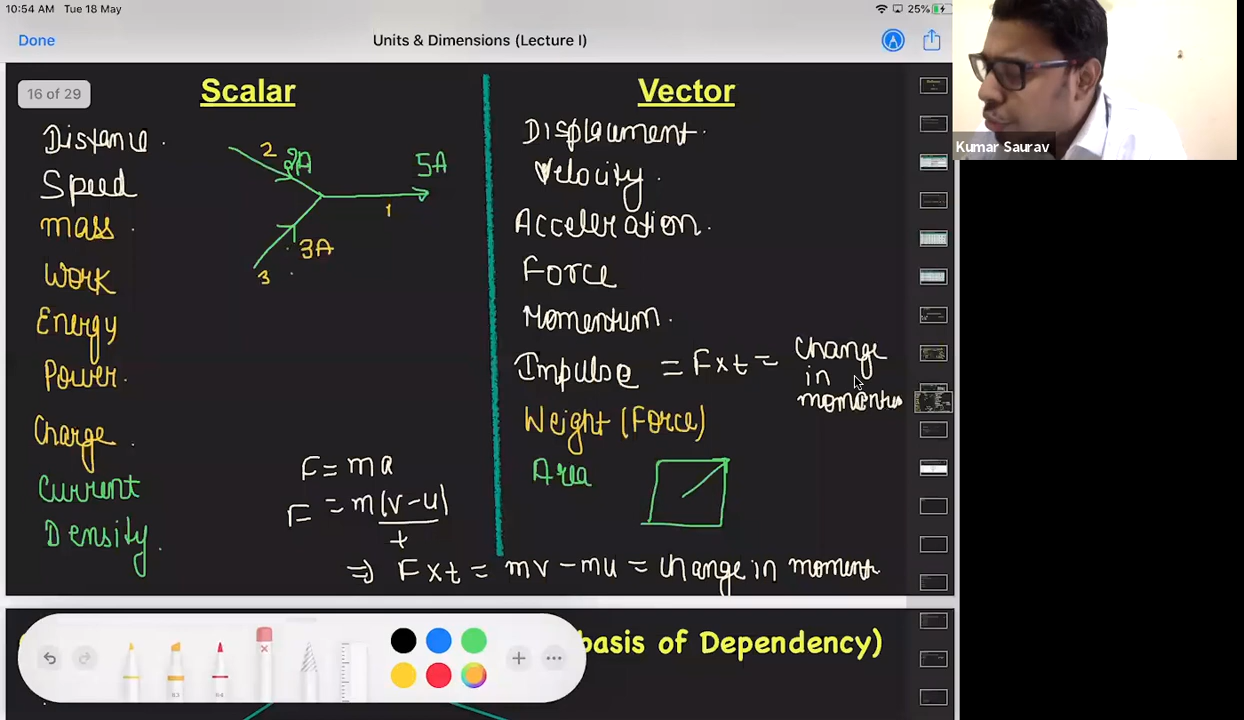 10:54 AM Tue 18 May
25%
Done
Units & Dimensions (Lecture I)
Kumar Saurav
16 of 29
Scalar
Distance
Speed
mass
Work
Energy
Power
Charge
Current
Density
2
2A
5A
1
3A
3
F = ma
F = m(v-u)
t
⇒ F x t = mv - mu = change in moment
Vector
Displacment
Velocity
Acceleration
Force
Momentum
Impulse = F x t = Change
in
momentum
Weight (Force)
Area
basis of Dependency)